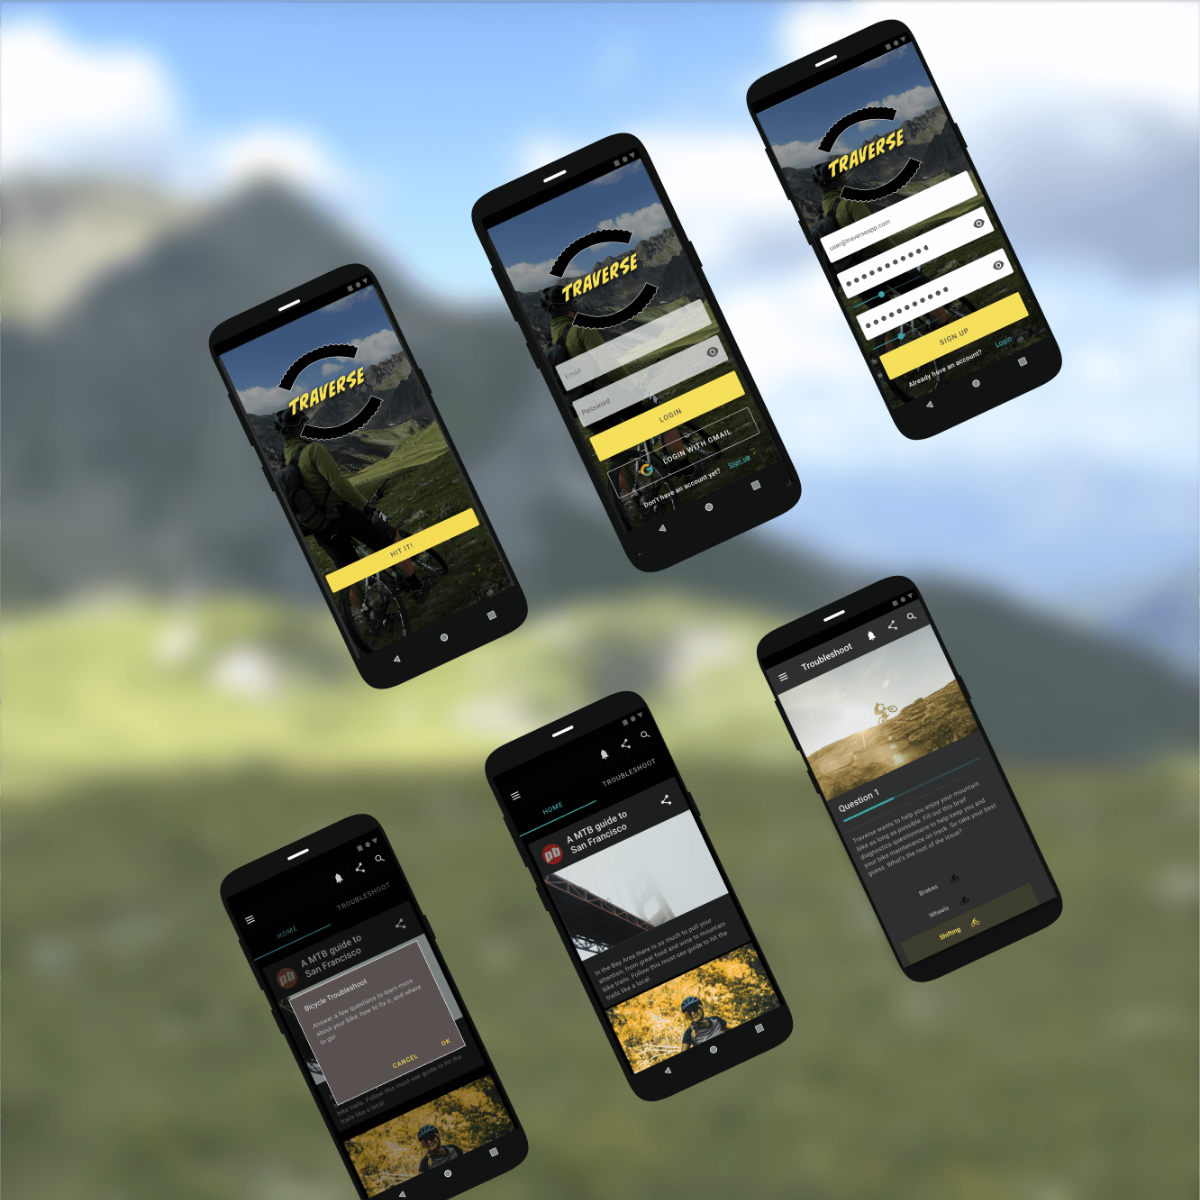 TRAVERSE
HIT IT!
TRAVERSE
Email
Password
LOGIN
LOGIN WITH GMAIL
Don't have an account yet? Sign up
TRAVERSE
user@traverseapp.com
SIGN UP
Already have an account? Login
HOME
TROUBLESHOOT
pb
A MTB guide to
San Francisco
Bicycle Troubleshoot
Answer a few questions to learn more
about your bike, how to fix it, and where
to go!
CANCEL
OK
bike trails. Follow this must-see guide to hit the
trails like a local.
HOME
TROUBLESHOOT
pb
A MTB guide to
San Francisco
In the Bay Area there is so much to pull your
attention, from great food and wine to mountain
bike trails. Follow this must-see guide to hit the
trails like a local.
Troubleshoot
Question 1
Traverse wants to help you enjoy your mountain
bike as long as possible. Fill out this brief
diagnostics questionnaire to help keep you and
your bike maintenance on track. So take your best
guess. What's the root of the issue?
Brakes
Wheels
Shifting